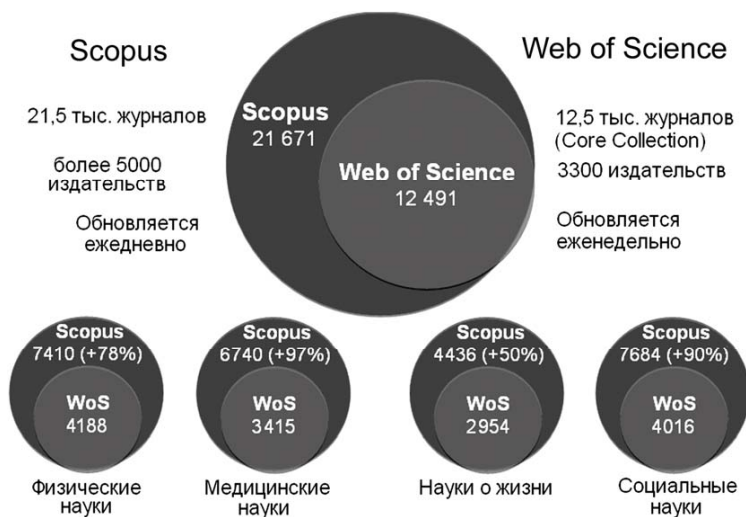 Scopus
21,5 тыс. журналов
более 5000
издательств
Обновляется
ежедневно
Scopus
21 671
Web of Science
12 491
Web of Science
12,5 тыс. журналов
(Core Collection)
3300 издательств
Обновляется
еженедельно
Scopus
7410 (+78%)
WoS
4188
Физические
науки
Scopus
6740 (+97%)
WoS
3415
Медицинские
науки
Scopus
4436 (+50%)
WoS
2954
Науки о жизни
Scopus
7684 (+90%)
WoS
4016
Социальные
науки